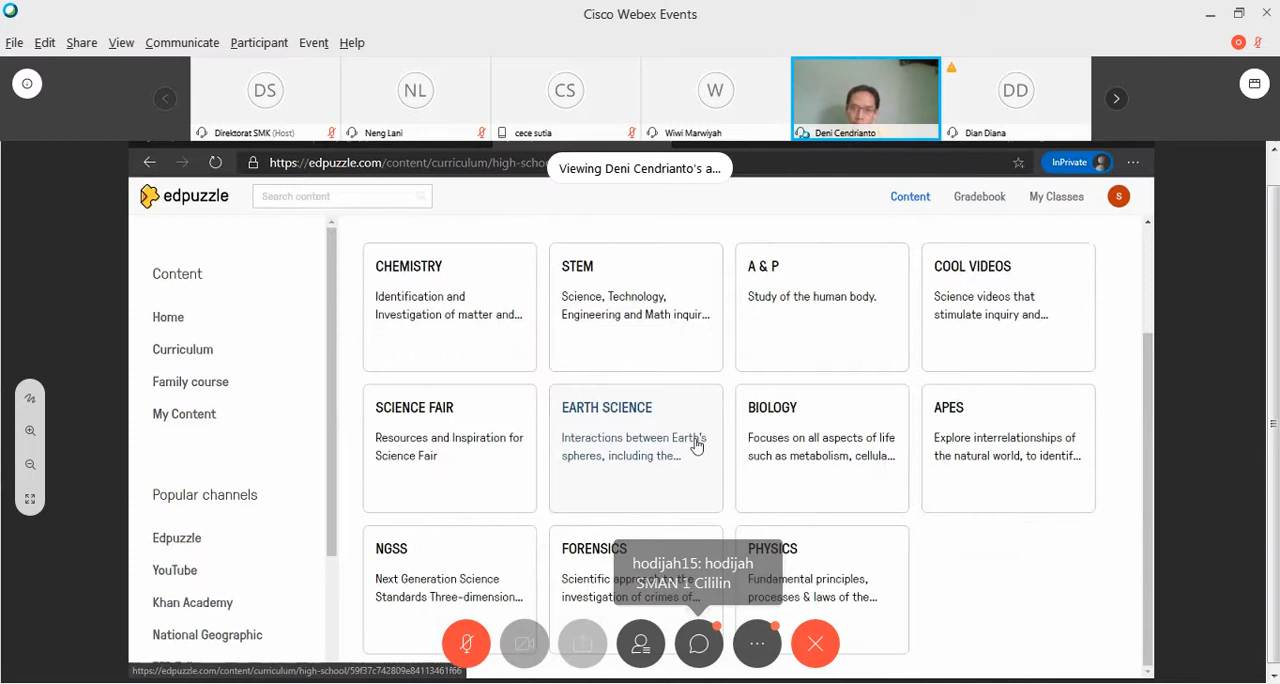 Cisco Webex Events
File Edit Share View Communicate Participant Event Help
DS
NL
CS
W
DD
Direktorat SMK (Host)
Neng Lani
cece sutia
Wiwi Marwiyah
Deni Cendrianto
Dian Diana
https://edpuzzle.com/content/curriculum/high-scho
Viewing Deni Cendrianto's a...
InPrivate
edpuzzle
Search content
Content
Gradebook
My Classes
S
Content
Home
Curriculum
Family course
My Content
Popular channels
Edpuzzle
YouTube
Khan Academy
National Geographic
CHEMISTRY
Identification and
Investigation of matter and...
STEM
Science, Technology,
Engineering and Math inquir...
A & P
Study of the human body.
COOL VIDEOS
Science videos that
stimulate inquiry and...
SCIENCE FAIR
Resources and Inspiration for
Science Fair
EARTH SCIENCE
Interactions between Earth's
spheres, including the...
BIOLOGY
Focuses on all aspects of life
such as metabolism, cellula...
APES
Explore interrelationships of
the natural world, to identif...
NGSS
Next Generation Science
Standards Three-dimension...
FORENSICS
Scientific approach to the
investigation of crimes of...
PHYSICS
Fundamental principles,
processes & laws of the...
hodijah15: hodijah
SMAN 1 Cililin
https://edpuzzle.com/content/curriculum/high-school/59f37c742809e84113461f66